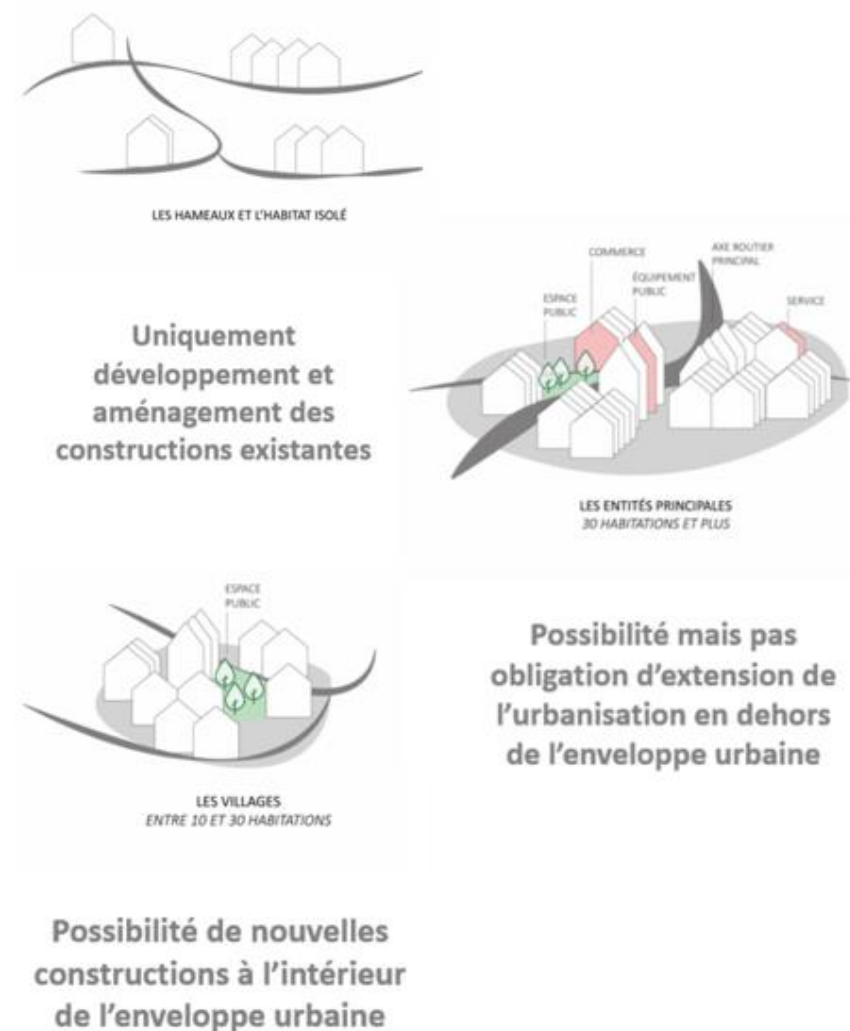 LES HAMEAUX ET L'HABITAT ISOLÉ
Uniquement
développement et
aménagement des
constructions existantes
COMMERCE
AXE ROUTIER
PRINCIPAL
ÉQUIPEMENT
PUBLIC
ESPACE
PUBLIC
SERVICE
LES ENTITÉS PRINCIPALES
30 HABITATIONS ET PLUS
ESPACE
PUBLIC
LES VILLAGES
ENTRE 10 ET 30 HABITATIONS
Possibilité mais pas
obligation d'extension de
l'urbanisation en dehors
de l'enveloppe urbaine
Possibilité de nouvelles
constructions à l'intérieur
de l'enveloppe urbaine